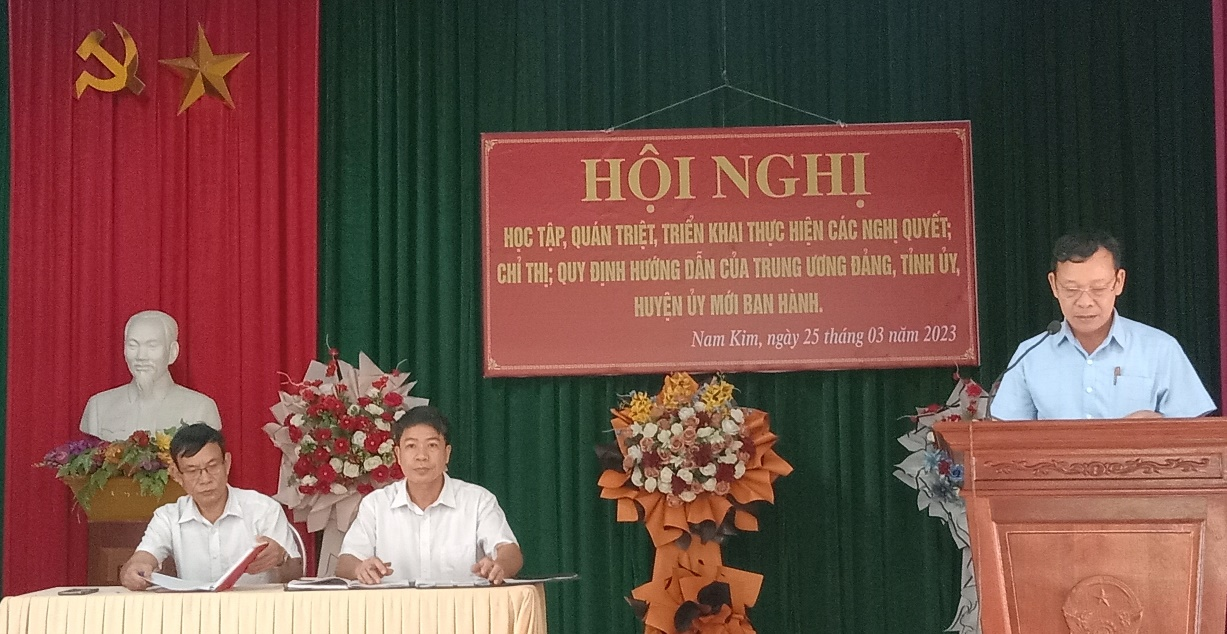 HỘI NGHỊ
HỌC TẬP, QUÁN TRIỆT, TRIỂN KHAI THỰC HIỆN CÁC NGHỊ QUYẾT;
CHỈ THỊ; QUY ĐỊNH HƯỚNG DẪN CỦA TRUNG ƯƠNG ĐẢNG, TỈNH ỦY,
HUYỆN ỦY MỚI BAN HÀNH.
Nam Kim, ngày 25 tháng 03 năm 2023